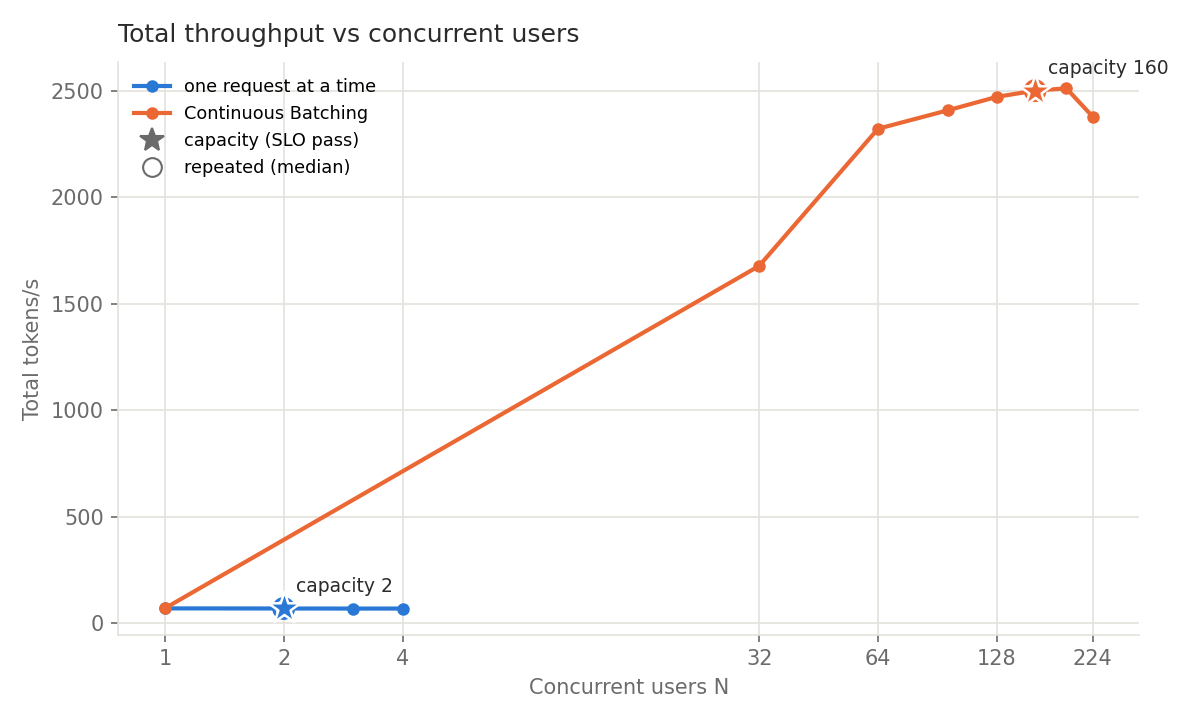 Total throughput vs concurrent users
one request at a time
Continuous Batching
capacity (SLO pass)
repeated (median)
capacity 160
capacity 2
Total tokens/s
2500
2000
1500
1000
500
0
1 2 4 32 64 128 224
Concurrent users N